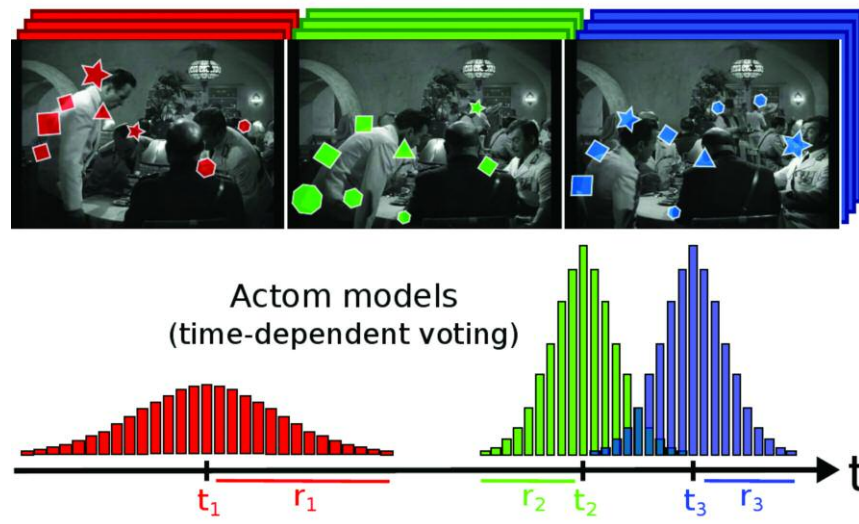 Actom models
(time-dependent voting)
t
t₁ r₁ r₂ t₂ t₃ r₃